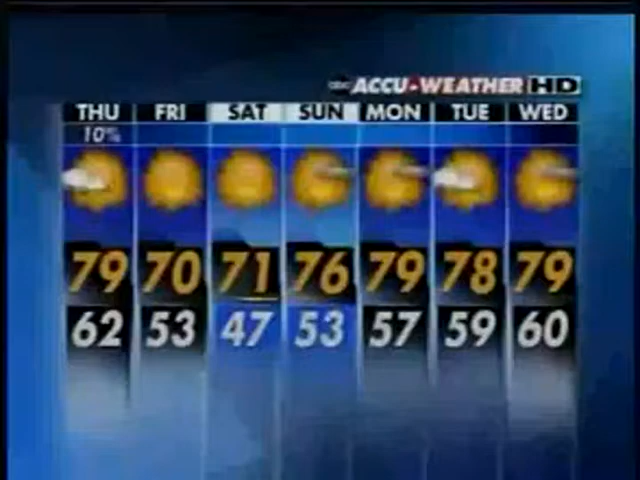 abc ACCU-WEATHER HD
THU FRI SAT SUN MON TUE WED
10%
79 70 71 76 79 78 79
62 53 47 53 57 59 60